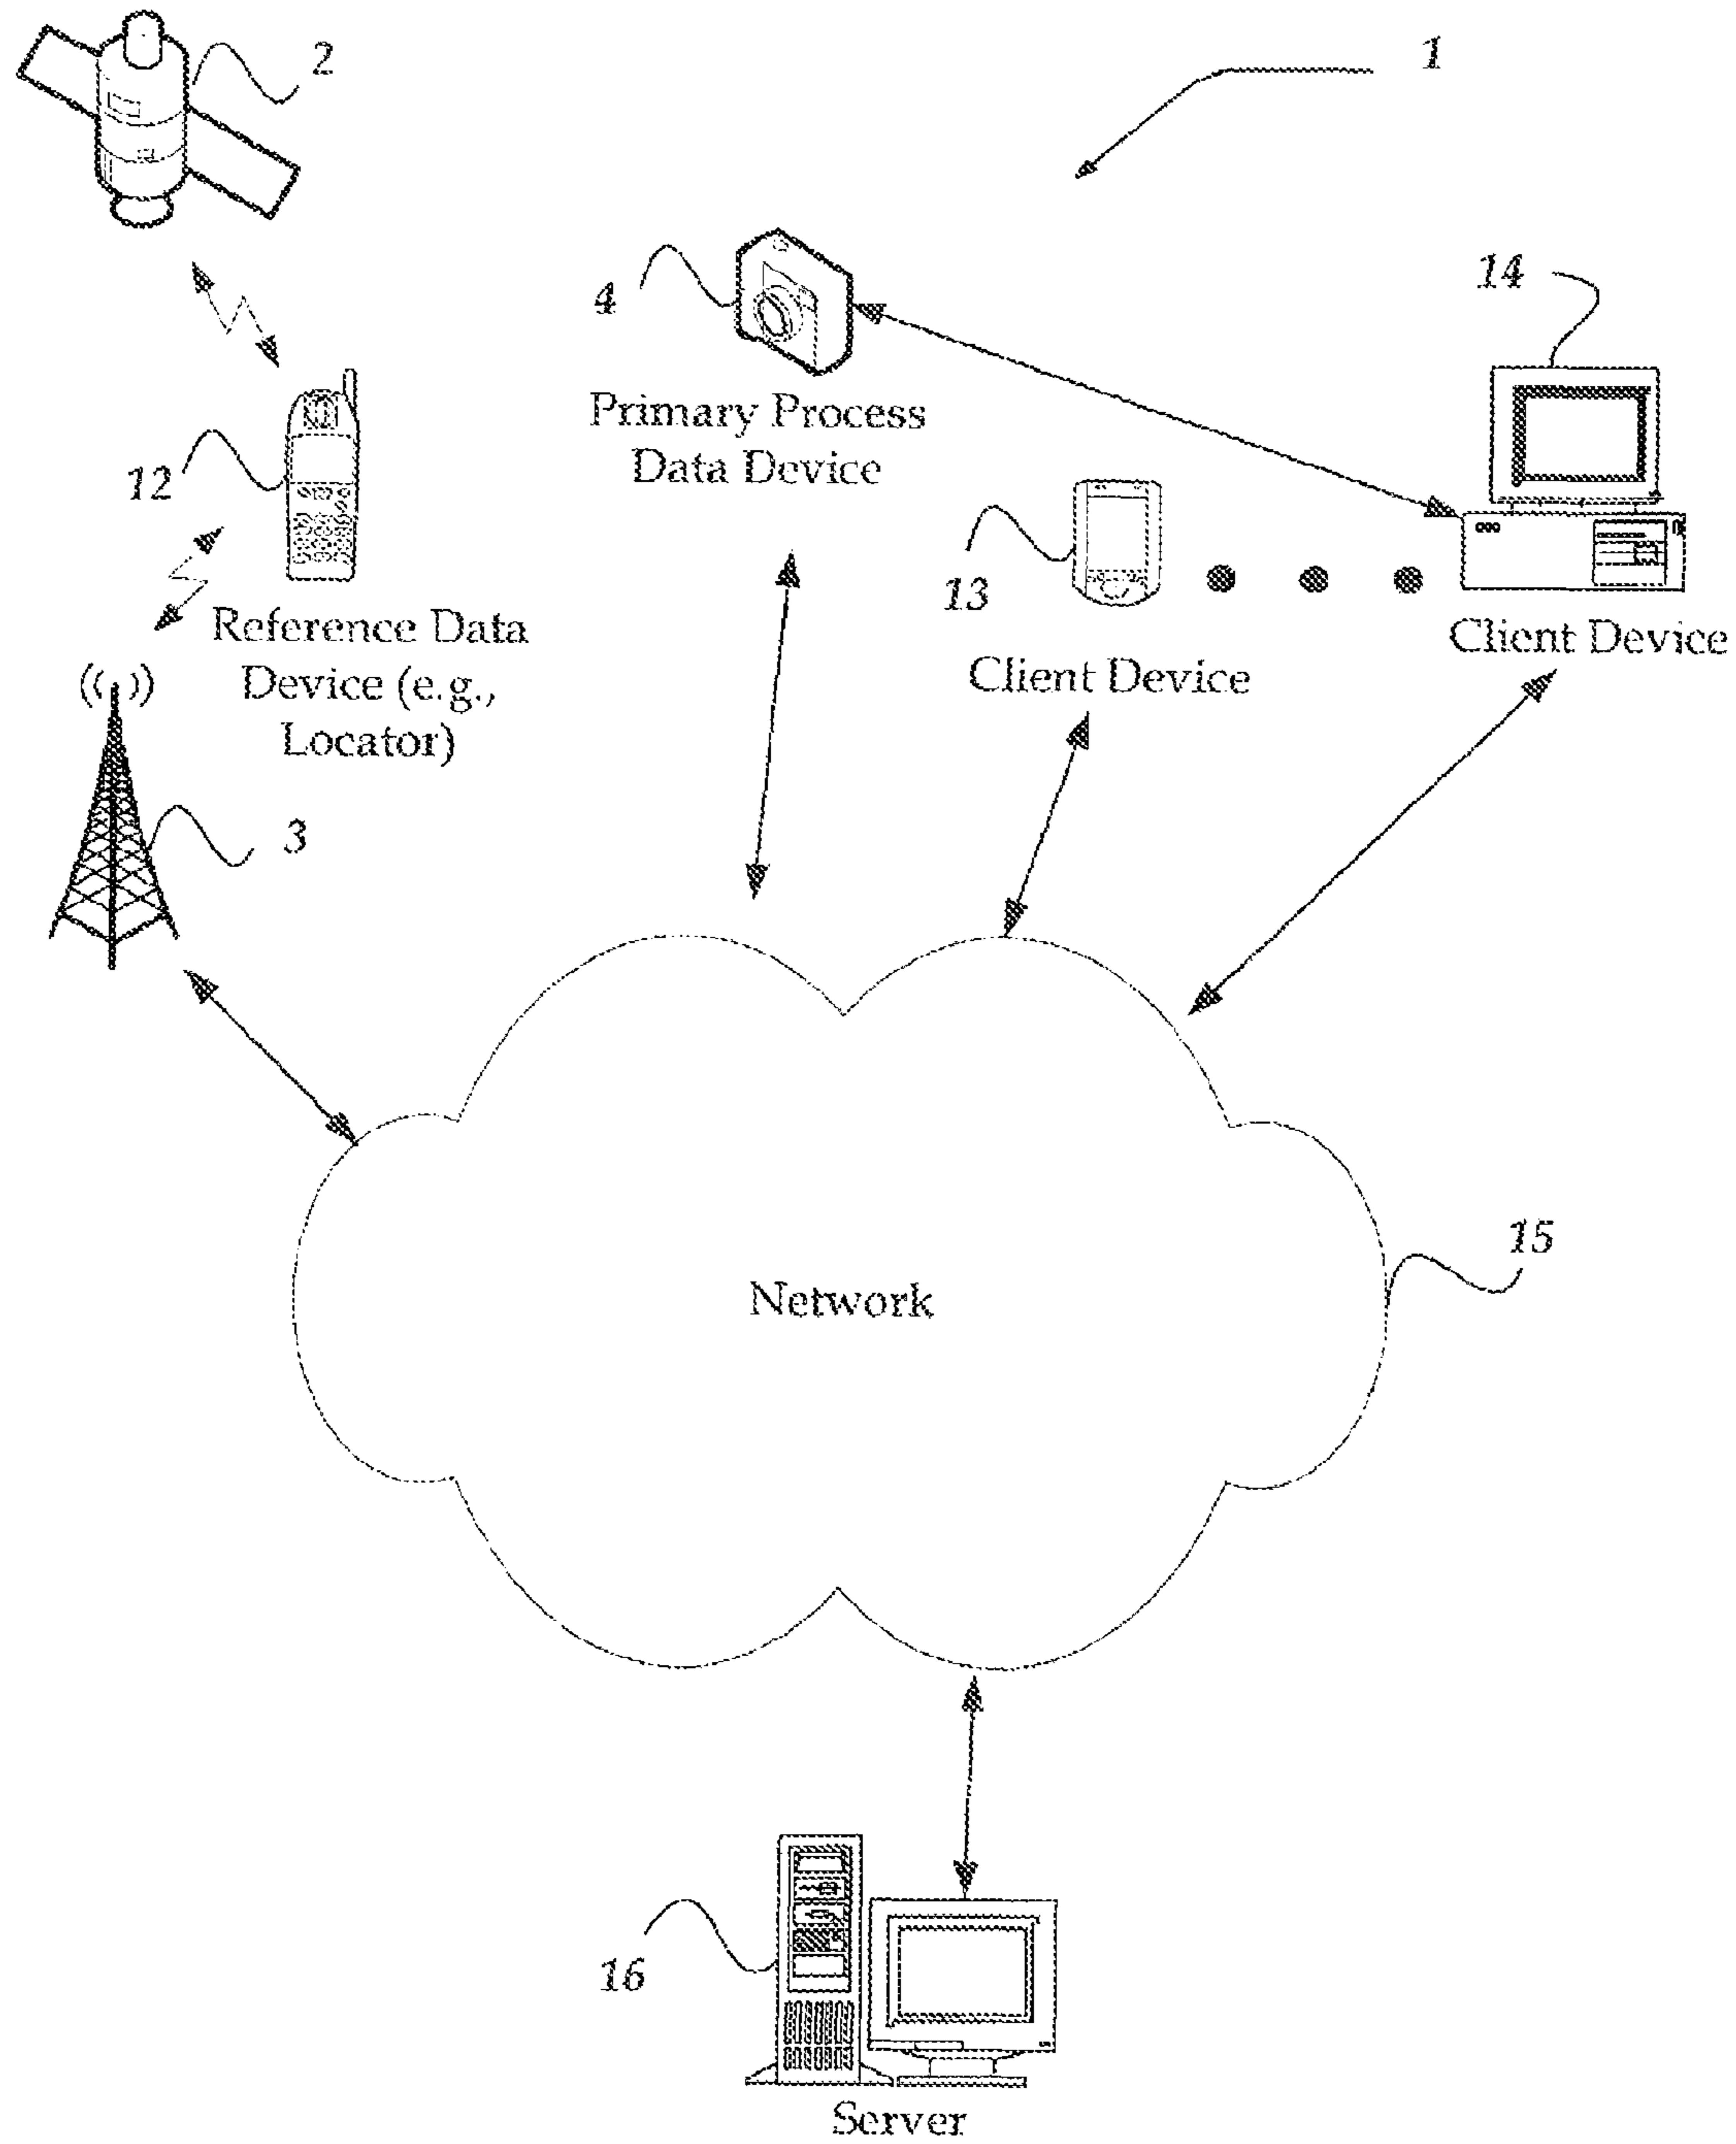 2
1
4
14
Primary Process
Data Device
12
13
Reference Data
Device (e.g.,
Locator)
Client Device
Client Device
3
15
Network
16
Server